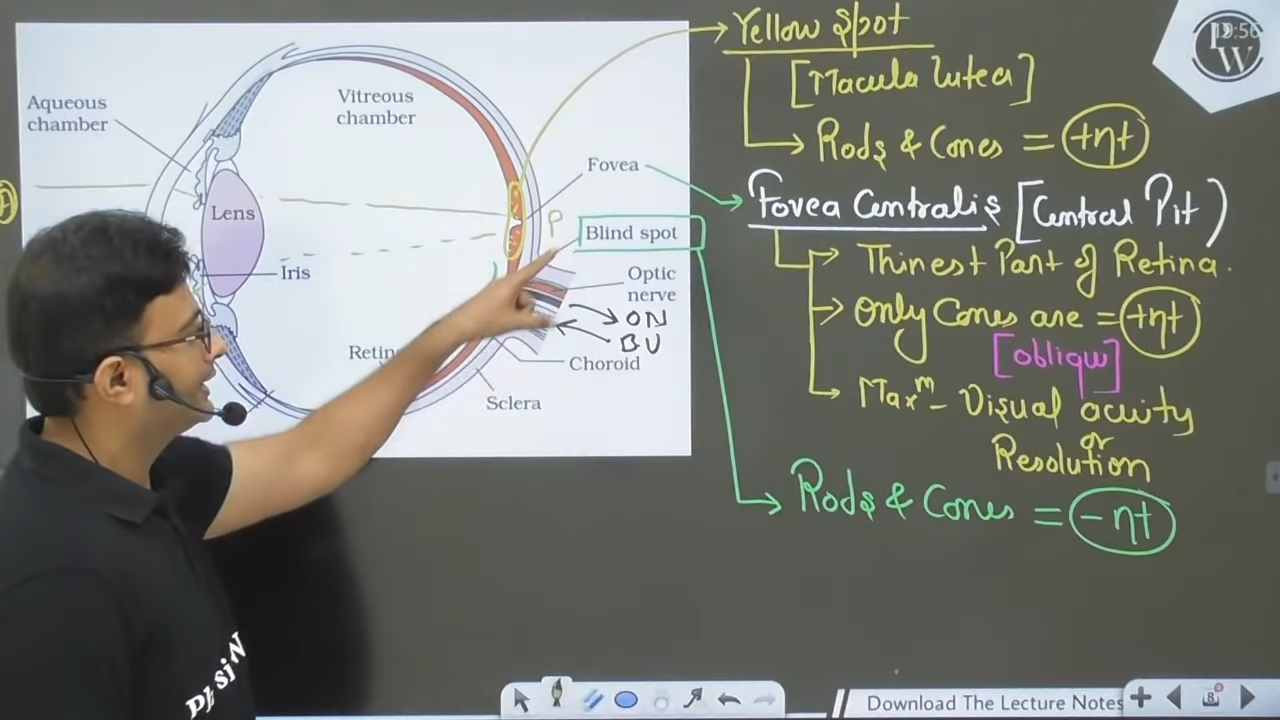 Yellow Spot
[Macula lutea]
Rods & Cones = +nt
Fovea Centralis [Central Pit)
Thinest Part of Retina.
Only Cones are = +nt
[oblique]
Maxᵐ - Visual acuity
or
Resolution
Rods & Cones = -nt
Aqueous
chamber
Vitreous
chamber
Fovea
P
Blind spot
Lens
Iris
Optic
nerve
ON
BV
Choroid
Sclera
W
Download The Lecture Notes
8